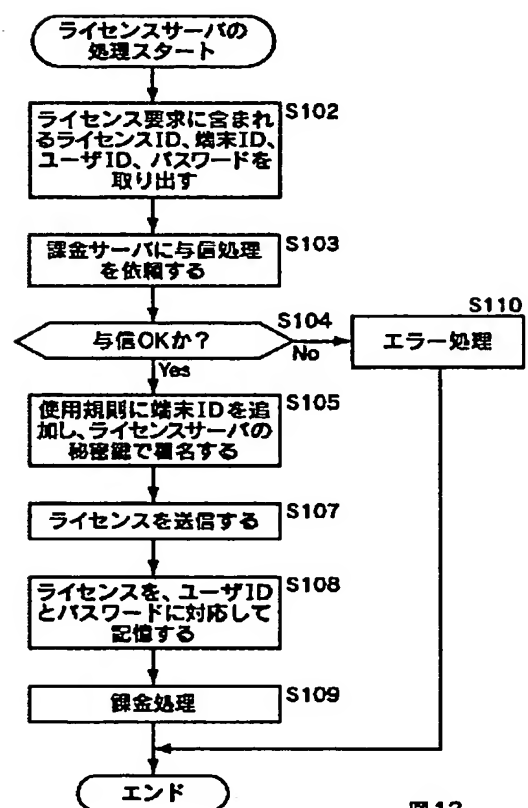 ライセンスサーバの
処理スタート
S102
ライセンス要求に含まれ
るライセンスID、端末ID、
ユーザID、パスワードを
取り出す
S103
課金サーバに与信処理
を依頼する
S104
与信OKか?
No
Yes
S110
エラー処理
S105
使用規則に端末IDを追
加し、ライセンスサーバの
秘密鍵で署名する
S107
ライセンスを送信する
S108
ライセンスを、ユーザID
とパスワードに対応して
記憶する
S109
課金処理
エンド
図12